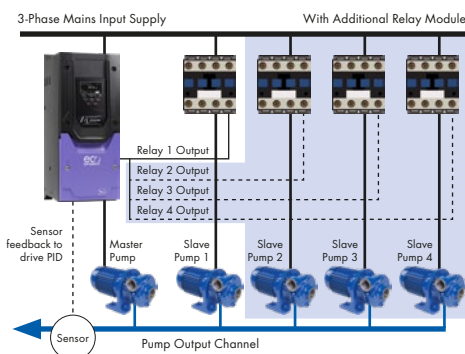 3-Phase Mains Input Supply
With Additional Relay Module
eco
Relay 1 Output
Relay 2 Output
Relay 3 Output
Relay 4 Output
Sensor
feedback to
drive PID
Master
Pump
Slave
Pump 1
Slave
Pump 2
Slave
Pump 3
Slave
Pump 4
Sensor
Pump Output Channel